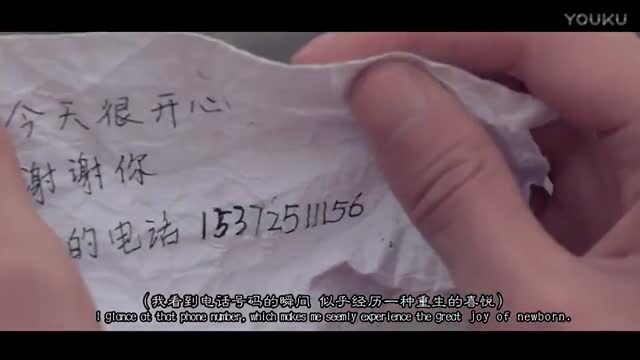 YOUKU
今天很开心
谢谢你
的电话 15372511156
(我看到电话号码的瞬间 似乎经历一种重生的喜悦)
i glance at that phone number, which makes me seemly experience the great joy of newborn.